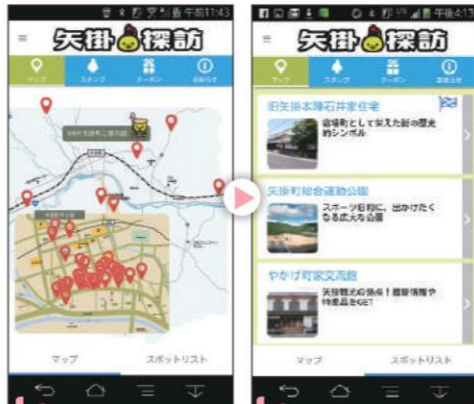 午前11:43
矢掛探訪
マップ
スタンプ
クーポン
お知らせ
マップ
スポットリスト
午後4:13
矢掛探訪
マップ
スタンプ
クーポン
お知らせ
旧矢掛本陣石井家住宅
宿場町として栄えた街の歴史
的シンボル
矢掛町総合運動公園
スポーツ目的に、出かけたく
なる広大な公園
やかげ町家交流館
矢掛観光の拠点！最新情報や
特産品をGET
マップ
スポットリスト